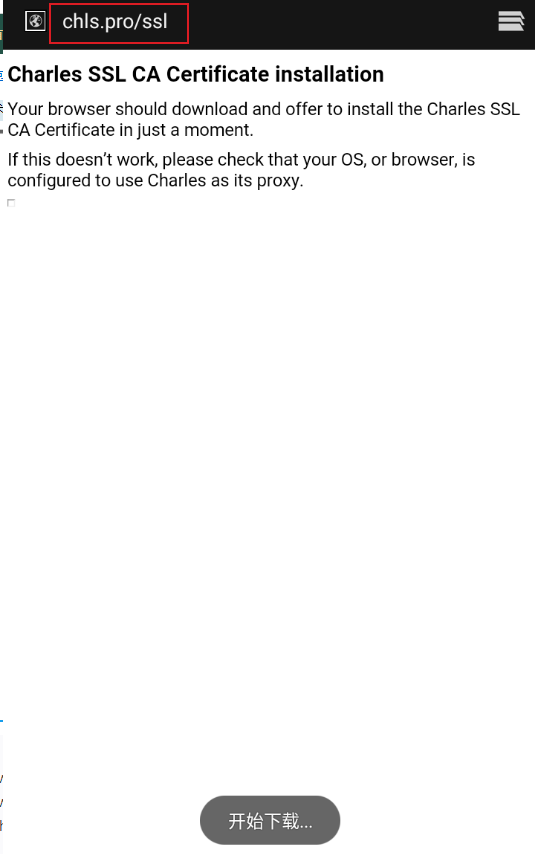 chls.pro/ssl
Charles SSL CA Certificate installation
Your browser should download and offer to install the Charles SSL
CA Certificate in just a moment.
If this doesn’t work, please check that your OS, or browser, is
configured to use Charles as its proxy.
开始下载...